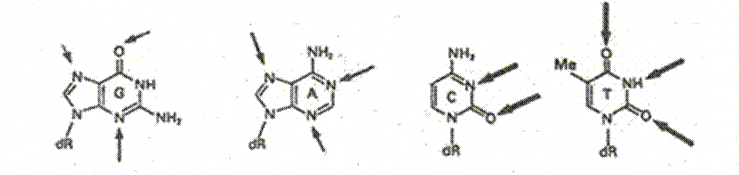 O N NH G N N NH₂ dR
NH₂ N N A N N dR
NH₂ N C N O dR
O Me NH T N O dR